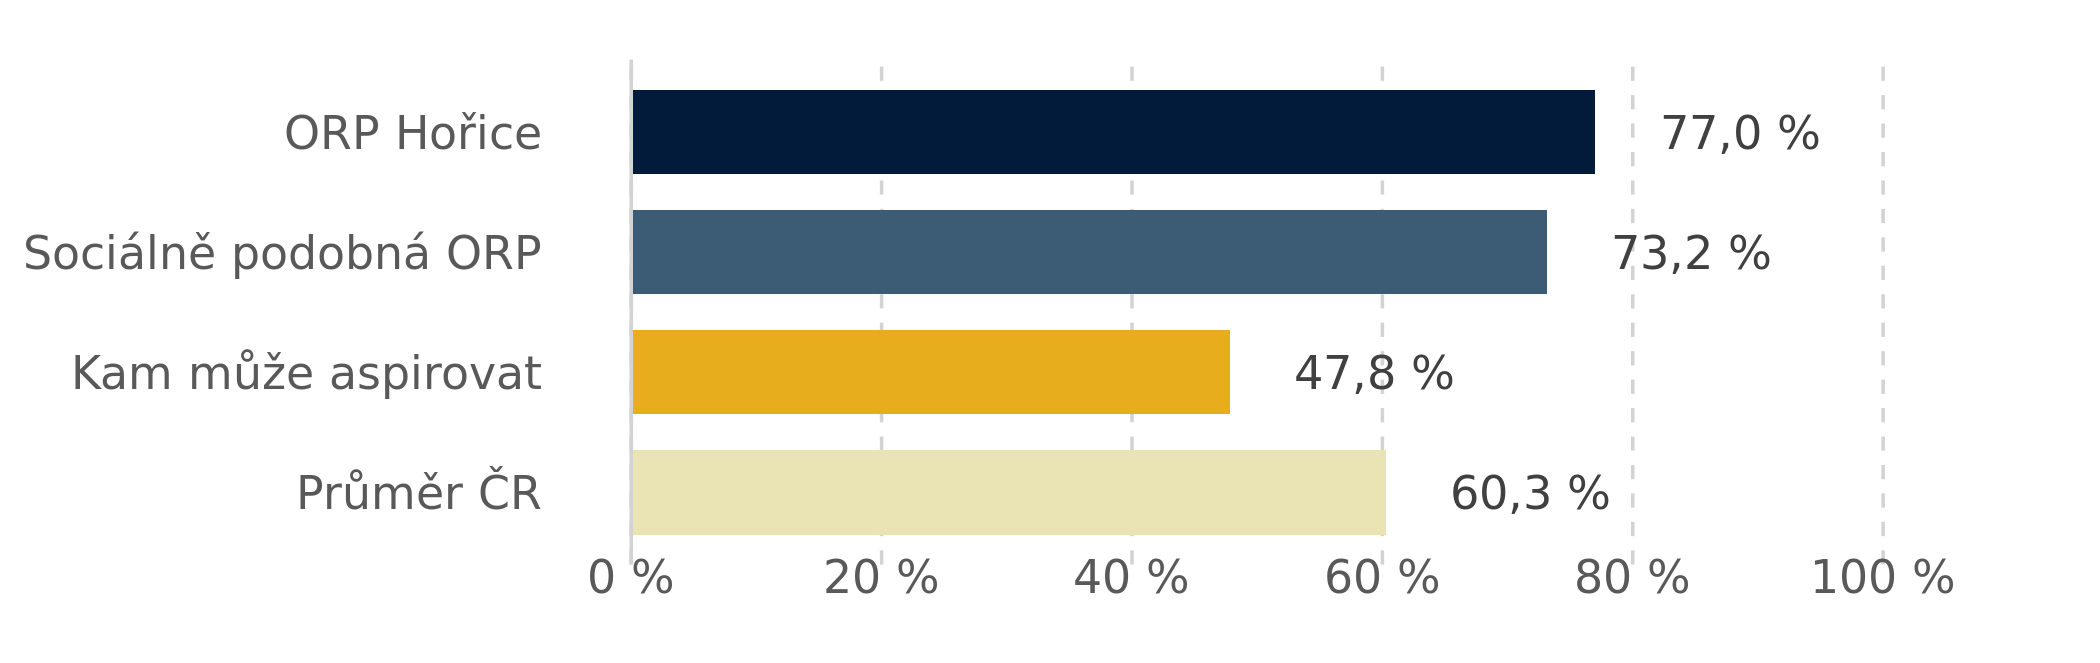 ORP Hořice 77,0 %
Sociálně podobná ORP 73,2 %
Kam může aspirovat 47,8 %
Průměr ČR 60,3 %
0 % 20 % 40 % 60 % 80 % 100 %